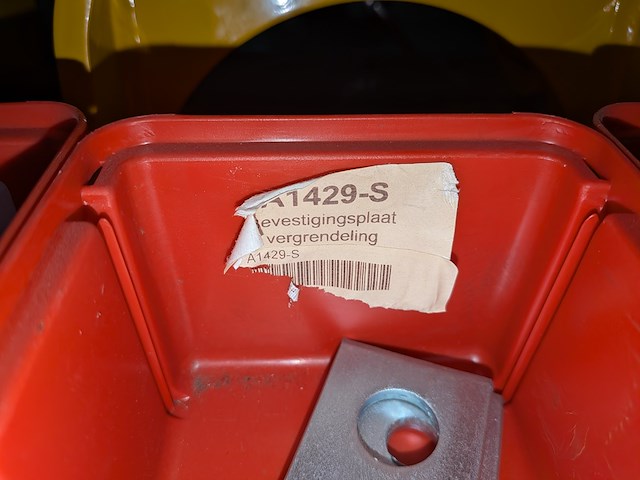 A1429-S
evestigingsplaat
vergrendeling
A1429-S